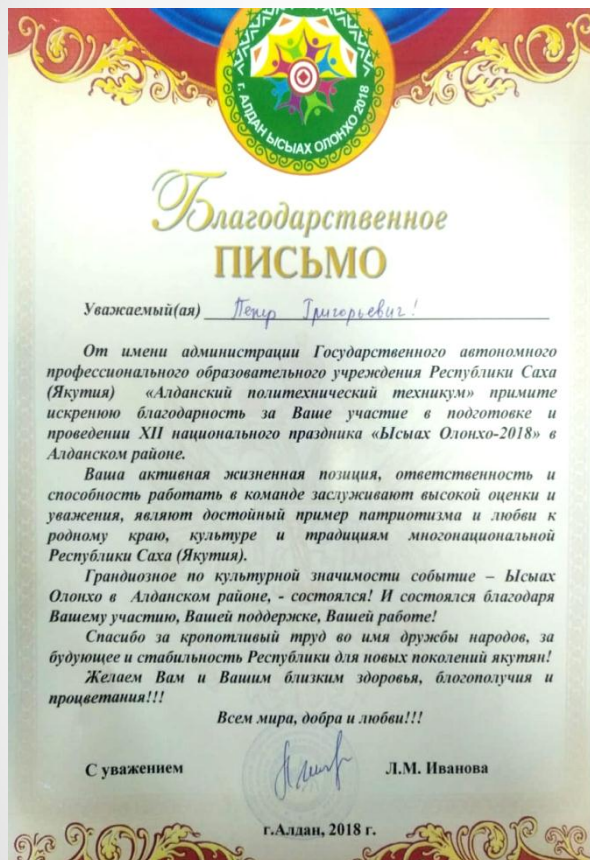 г. АЛДАН ЫСЫАХ ОЛОНХО 2018
Благодарственное
ПИСЬМО
Уважаемый(ая) Петр Григорьевич!
От имени администрации Государственного автономного
профессионального образовательного учреждения Республики Саха
(Якутия) «Алданский политехнический техникум» примите
искренюю благодарность за Ваше участие в подготовке и
проведении XII национального праздника «Ысыах Олонхо-2018» в
Алданском районе.
Ваша активная жизненная позиция, ответственность и
способность работать в команде заслуживают высокой оценки и
уважения, являют достойный пример патриотизма и любви к
родному краю, культуре и традициям многонациональной
Республики Саха (Якутия).
Грандиозное по культурной значимости событие – Ысыах
Олонхо в Алданском районе, - состоялся! И состоялся благодаря
Вашему участию, Вашей поддержке, Вашей работе!
Спасибо за кропотливый труд во имя дружбы народов, за
будующее и стабильность Республики для новых поколений якутян!
Желаем Вам и Вашим близким здоровья, блогополучия и
процветания!!!
Всем мира, добра и любви!!!
С уважением Л.М. Иванова
г.Алдан, 2018 г.